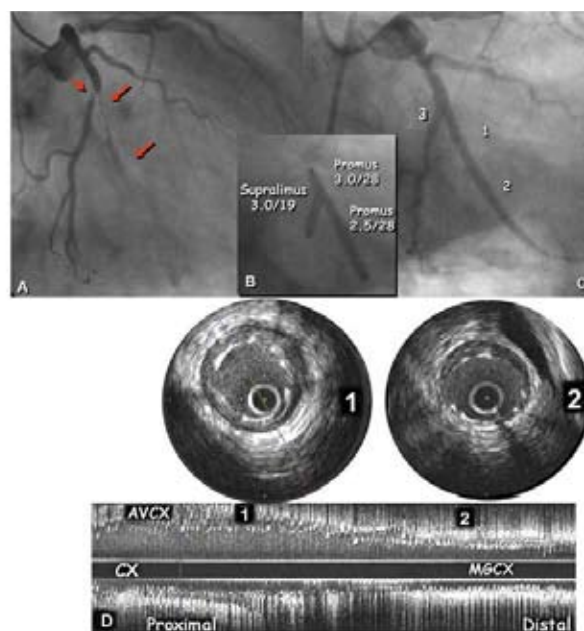 3
1
2
Promus
3.0/28
Supralimus
3.0/19
Promus
2.5/28
A
B
C
1
2
AVCX
1
2
CX
MGCX
D
Proximal
Distal